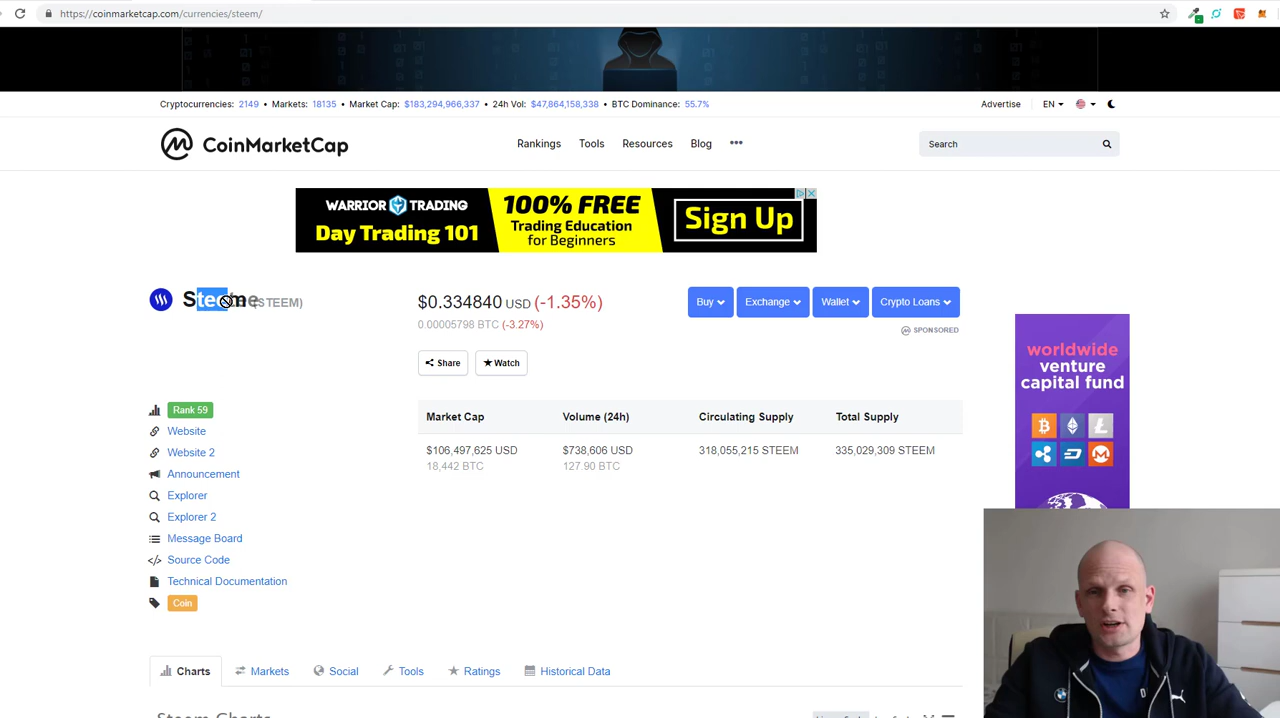 https://coinmarketcap.com/currencies/steem/
Cryptocurrencies: 2149 • Markets: 18135 • Market Cap: $183,294,966,337 • 24h Vol: $47,864,158,338 • BTC Dominance: 55.7%
Advertise EN
CoinMarketCap
Rankings Tools Resources Blog •••
Search
WARRIOR TRADING
Day Trading 101
100% FREE
Trading Education
for Beginners
Sign Up
Steem (STEEM)
$0.334840 USD (-1.35%)
0.00005798 BTC (-3.27%)
Buy Exchange Wallet Crypto Loans
SPONSORED
Share Watch
Rank 59
Website
Website 2
Announcement
Explorer
Explorer 2
Message Board
Source Code
Technical Documentation
Coin
Market Cap Volume (24h) Circulating Supply Total Supply
$106,497,625 USD $738,606 USD 318,055,215 STEEM 335,029,309 STEEM
18,442 BTC 127.90 BTC
worldwide
venture
capital fund
Charts Markets Social Tools Ratings Historical Data
Steem Charts